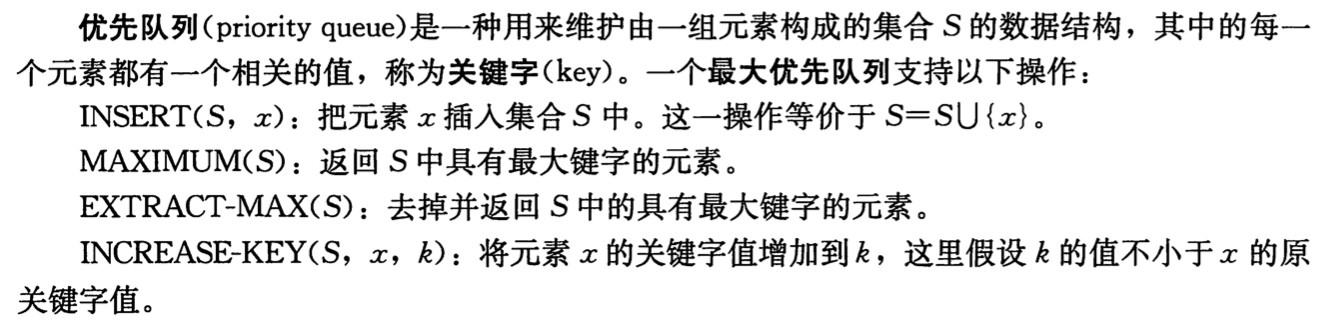 优先队列(priority queue)是一种用来维护由一组元素构成的集合 S 的数据结构，其中的每一
个元素都有一个相关的值，称为关键字(key)。一个最大优先队列支持以下操作：
INSERT(S，x)：把元素 x 插入集合 S 中。这一操作等价于 S=S∪{x}。
MAXIMUM(S)：返回 S 中具有最大键字的元素。
EXTRACT-MAX(S)：去掉并返回 S 中的具有最大键字的元素。
INCREASE-KEY(S，x，k)：将元素 x 的关键字值增加到 k，这里假设 k 的值不小于 x 的原
关键字值。